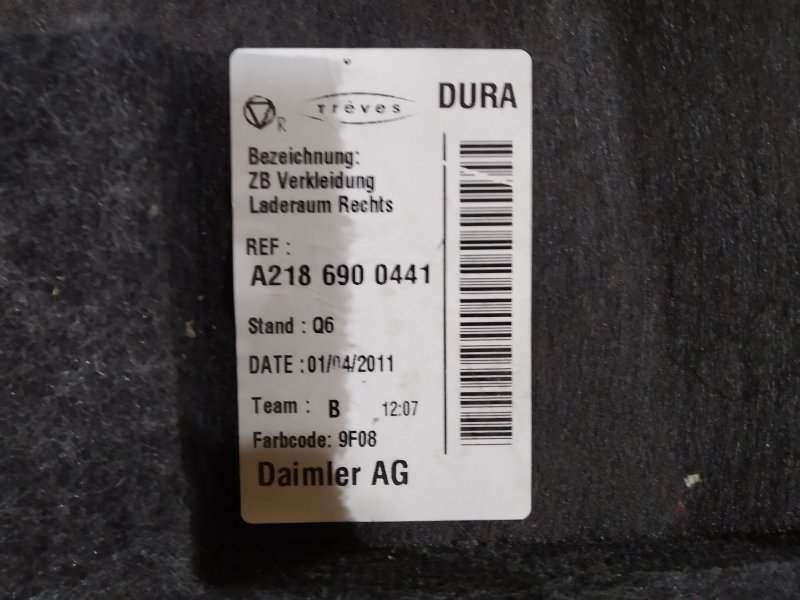 R
Trèves
DURA
Bezeichnung:
ZB Verkleidung
Laderaum Rechts
REF :
A218 690 0441
Stand : Q6
DATE :01/04/2011
Team : B 12:07
Farbcode: 9F08
Daimler AG